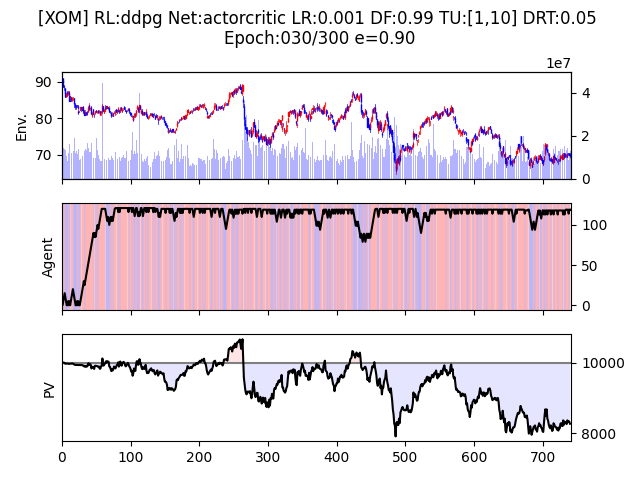 [XOM] RL:ddpg Net:actorcritic LR:0.001 DF:0.99 TU:[1,10] DRT:0.05
Epoch:030/300 e=0.90
1e7
90
80
70
Env.
4
2
0
Agent
100
50
0
PV
10000
8000
0 100 200 300 400 500 600 700